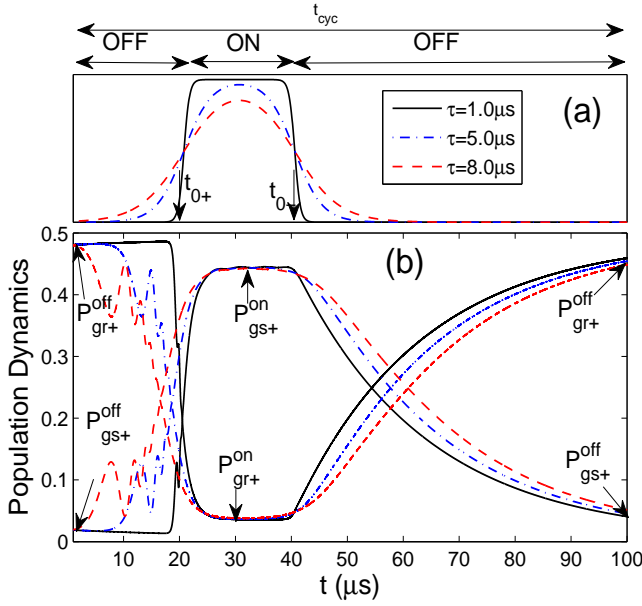 t_cyc
OFF ON OFF
(a)
τ=1.0μs
τ=5.0μs
τ=8.0μs
t_0+ t_0-
0.5
0.4
0.3
0.2
0.1
0
Population Dynamics
(b)
P_gr+^off
P_gs+^on
P_gr+^off
P_gs+^off
P_gr+^on
P_gs+^off
10 20 30 40 50 60 70 80 90 100
t (μs)